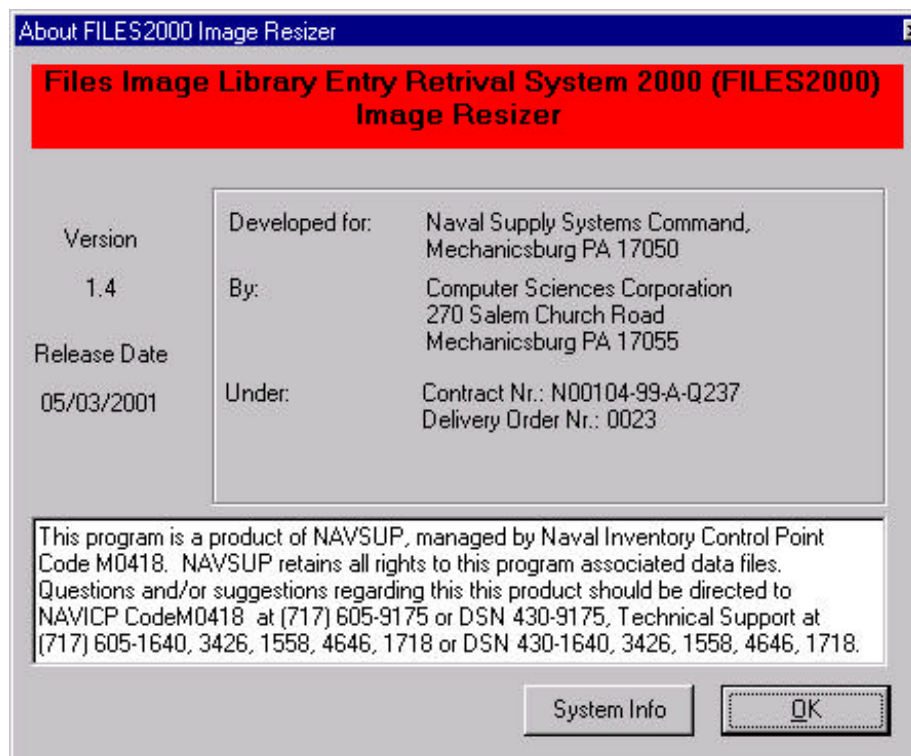 About FILES2000 Image Resizer
Files Image Library Entry Retrival System 2000 (FILES2000)
Image Resizer
Version
1.4
Release Date
05/03/2001
Developed for: Naval Supply Systems Command,
Mechanicsburg PA 17050
By: Computer Sciences Corporation
270 Salem Church Road
Mechanicsburg PA 17055
Under: Contract Nr.: N00104-99-A-Q237
Delivery Order Nr.: 0023
This program is a product of NAVSUP, managed by Naval Inventory Control Point
Code M0418. NAVSUP retains all rights to this program associated data files.
Questions and/or suggestions regarding this this product should be directed to
NAVICP CodeM0418 at (717) 605-9175 or DSN 430-9175, Technical Support at
(717) 605-1640, 3426, 1558, 4646, 1718 or DSN 430-1640, 3426, 1558, 4646, 1718.
System Info
OK